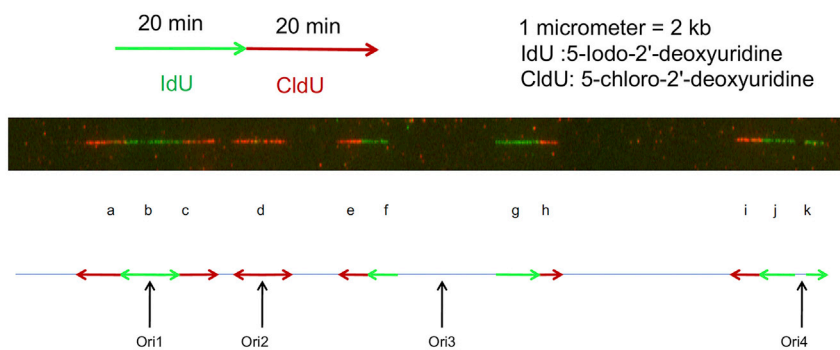 20 min 20 min
IdU CldU
1 micrometer = 2 kb
IdU :5-Iodo-2'-deoxyuridine
CldU: 5-chloro-2'-deoxyuridine
a b c d e f g h i j k
Ori1 Ori2 Ori3 Ori4